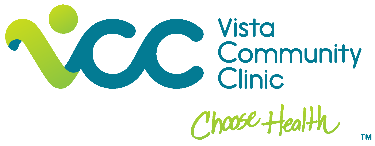 VCC Vista
Community
Clinic
Choose Health
TM